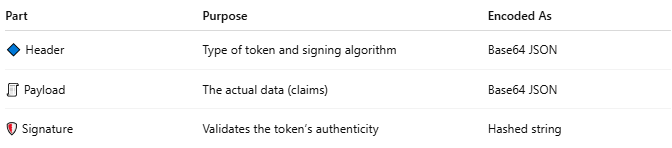 Part Purpose Encoded As
Header Type of token and signing algorithm Base64 JSON
Payload The actual data (claims) Base64 JSON
Signature Validates the token’s authenticity Hashed string